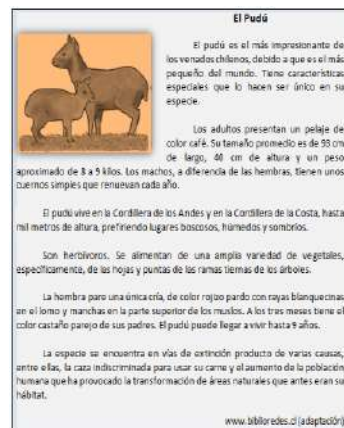 El Pudú
El pudú es el más impresionante de
los venados chilenos, debido a que es el más
pequeño del mundo. Tiene características
especiales que lo hacen ser único en su
especie.
Los adultos presentan un pelaje de
color café. Su tamaño promedio es de 93 cm
de largo, 40 cm de altura y un peso
aproximado de 8 a 9 kilos. Los machos, a diferencia de las hembras, tienen unos
cuernos simples que renuevan cada año.
El pudú vive en la Cordillera de los Andes y en la Cordillera de la Costa, hasta
mil metros de altura, prefiriendo lugares boscosos, húmedos y sombríos.
Son herbívoros. Se alimentan de una amplia variedad de vegetales,
específicamente, de las hojas y puntas de las ramas tiernas de los árboles.
La hembra pare una única cría, de color rojizo pardo con rayas blanquecinas
en el lomo y manchas en la parte superior de los muslos. A los tres meses tiene el
color castaño parejo de sus padres. El pudú puede llegar a vivir hasta 9 años.
La especie se encuentra en vías de extinción producto de varias causas,
entre ellas, la caza indiscriminada para usar su carne y el aumento de la población
humana que ha provocado la transformación de áreas naturales que antes eran su
hábitat.
www.biblioredes.cl (adaptación)